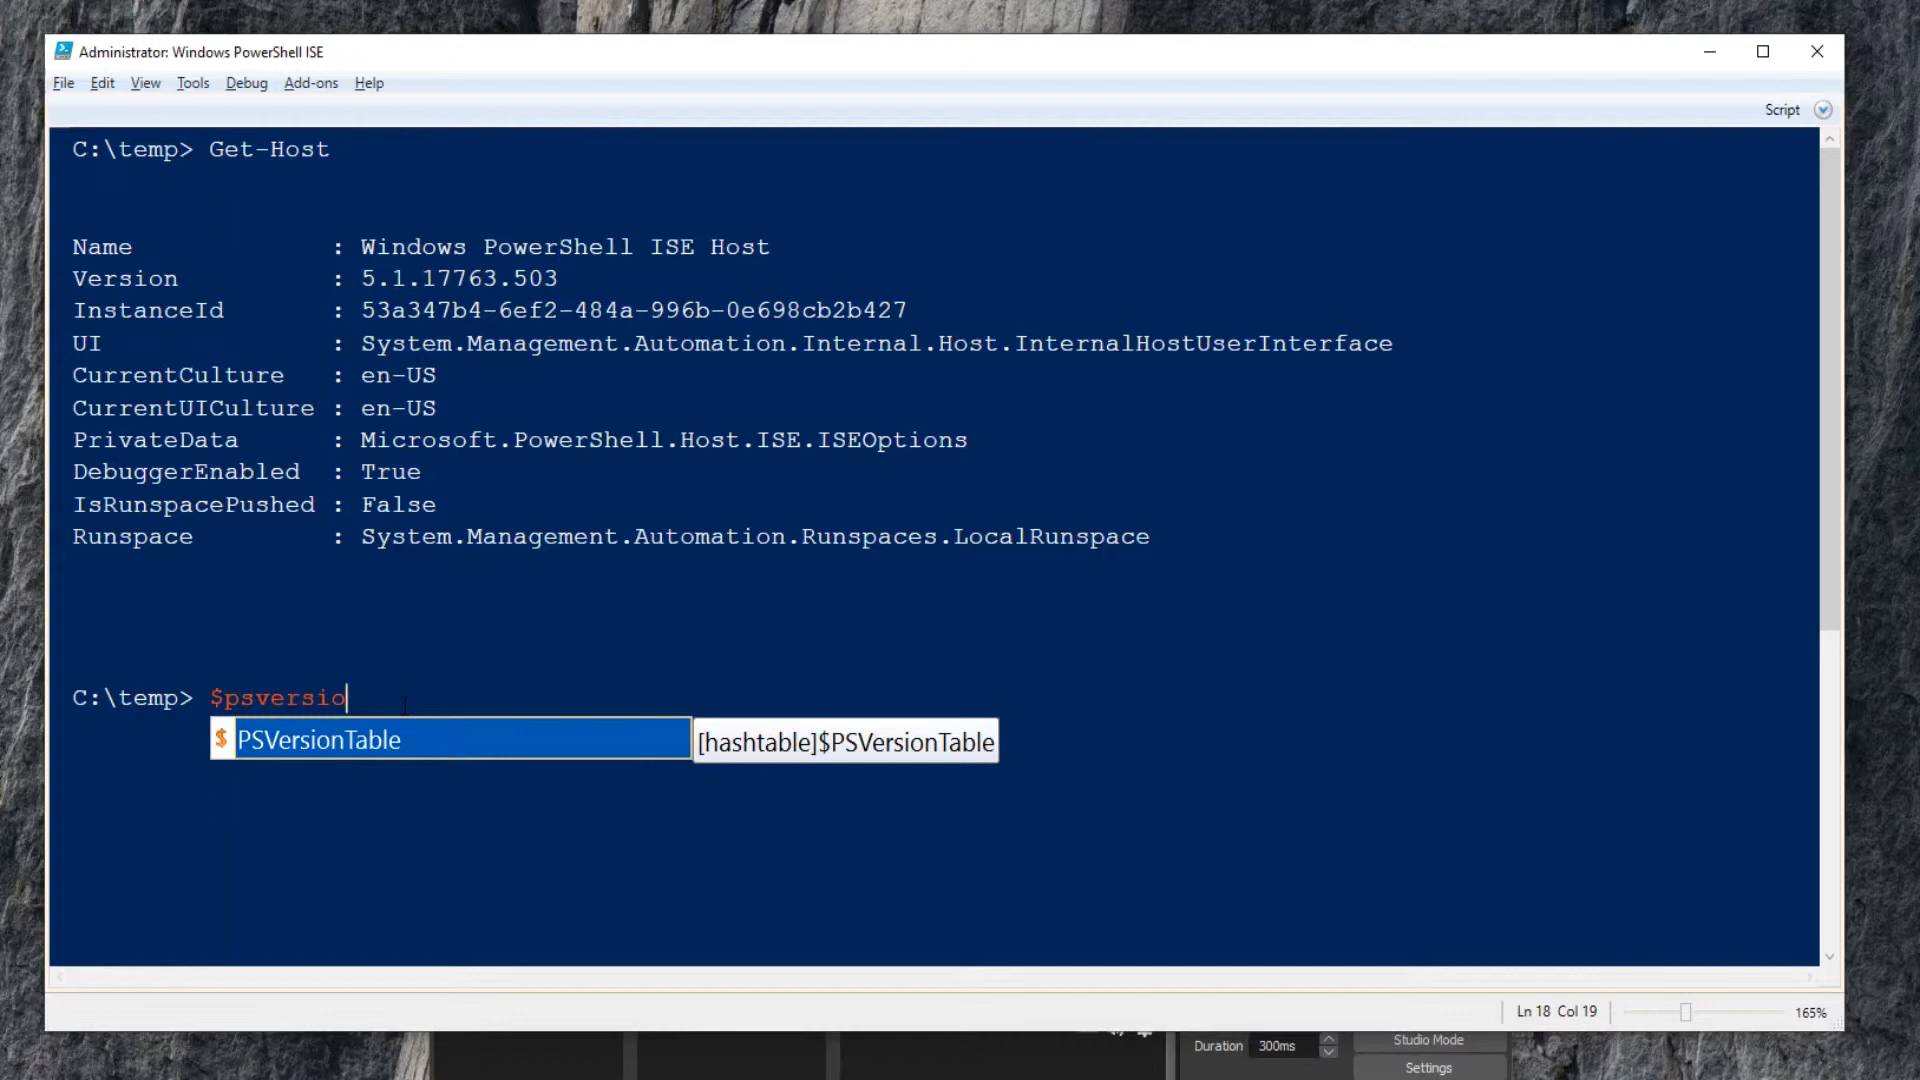 Administrator: Windows PowerShell ISE
File Edit View Tools Debug Add-ons Help
Script
C:\temp> Get-Host
Name : Windows PowerShell ISE Host
Version : 5.1.17763.503
InstanceId : 53a347b4-6ef2-484a-996b-0e698cb2b427
UI : System.Management.Automation.Internal.Host.InternalHostUserInterface
CurrentCulture : en-US
CurrentUICulture : en-US
PrivateData : Microsoft.PowerShell.Host.ISE.ISEOptions
DebuggerEnabled : True
IsRunspacePushed : False
Runspace : System.Management.Automation.Runspaces.LocalRunspace
C:\temp> $psversio
$ PSVersionTable [hashtable]$PSVersionTable
Ln 18 Col 19 165%
Duration 300ms Studio Mode
Settings